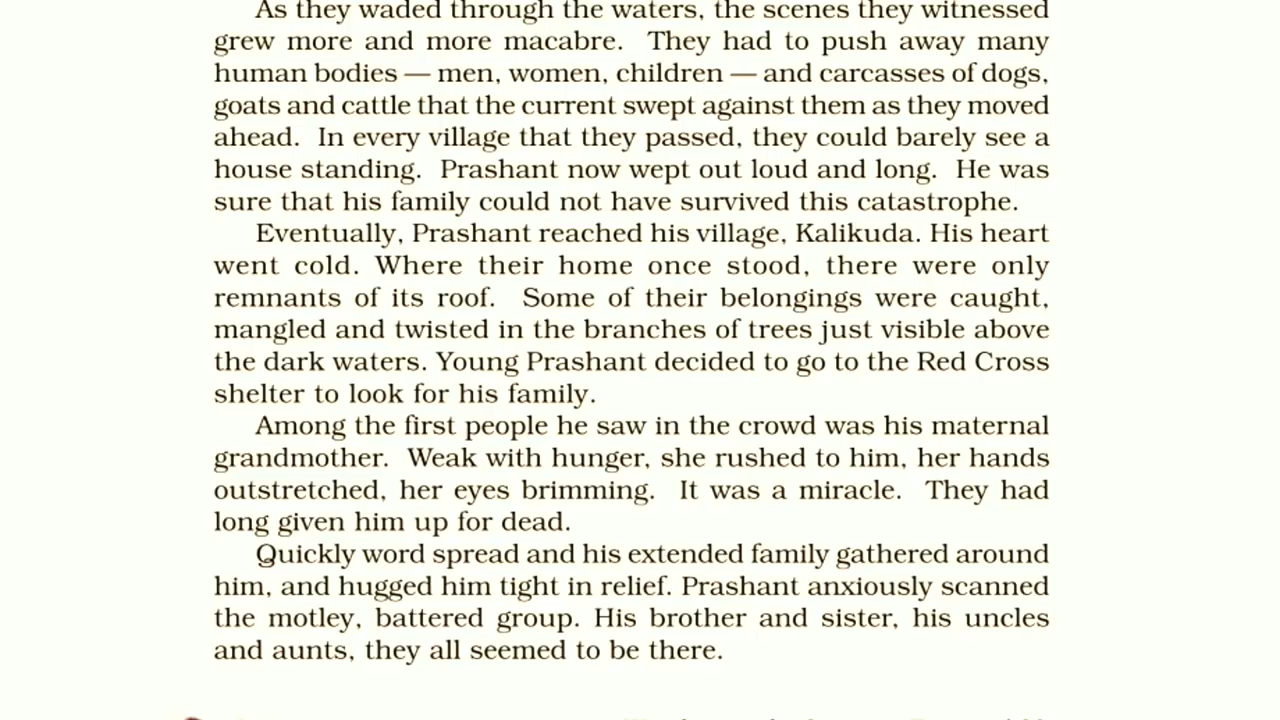 As they waded through the waters, the scenes they witnessed
grew more and more macabre. They had to push away many
human bodies — men, women, children — and carcasses of dogs,
goats and cattle that the current swept against them as they moved
ahead. In every village that they passed, they could barely see a
house standing. Prashant now wept out loud and long. He was
sure that his family could not have survived this catastrophe.
Eventually, Prashant reached his village, Kalikuda. His heart
went cold. Where their home once stood, there were only
remnants of its roof. Some of their belongings were caught,
mangled and twisted in the branches of trees just visible above
the dark waters. Young Prashant decided to go to the Red Cross
shelter to look for his family.
Among the first people he saw in the crowd was his maternal
grandmother. Weak with hunger, she rushed to him, her hands
outstretched, her eyes brimming. It was a miracle. They had
long given him up for dead.
Quickly word spread and his extended family gathered around
him, and hugged him tight in relief. Prashant anxiously scanned
the motley, battered group. His brother and sister, his uncles
and aunts, they all seemed to be there.